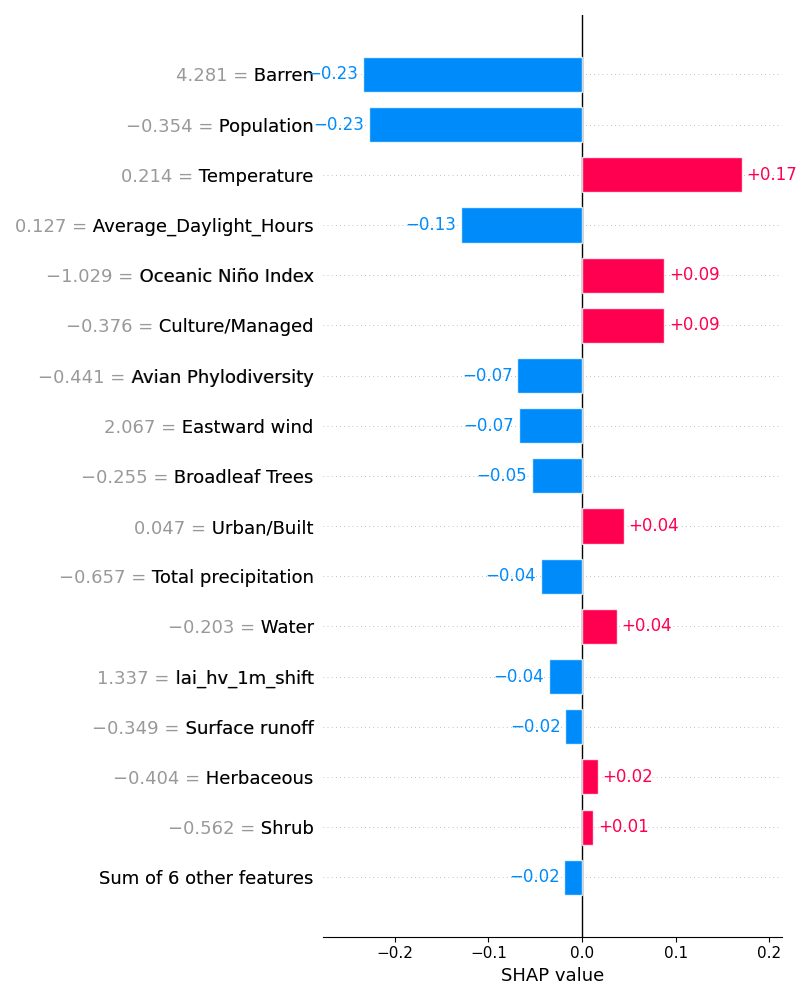 4.281 = Barren −0.23
−0.354 = Population −0.23
0.214 = Temperature +0.17
0.127 = Average_Daylight_Hours −0.13
−1.029 = Oceanic Niño Index +0.09
−0.376 = Culture/Managed +0.09
−0.441 = Avian Phylodiversity −0.07
2.067 = Eastward wind −0.07
−0.255 = Broadleaf Trees −0.05
0.047 = Urban/Built +0.04
−0.657 = Total precipitation −0.04
−0.203 = Water +0.04
1.337 = lai_hv_1m_shift −0.04
−0.349 = Surface runoff −0.02
−0.404 = Herbaceous +0.02
−0.562 = Shrub +0.01
Sum of 6 other features −0.02
−0.2 −0.1 0.0 0.1 0.2
SHAP value